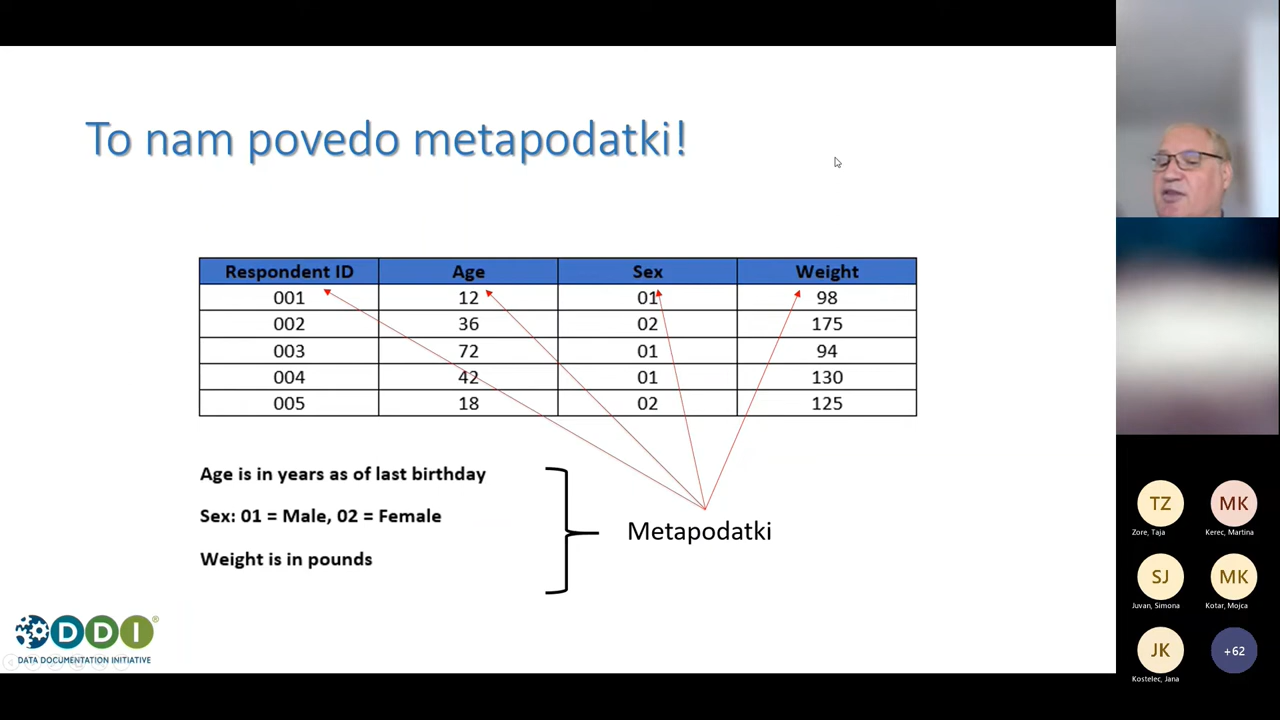 To nam povedo metapodatki!
Respondent ID Age Sex Weight
001 12 01 98
002 36 02 175
003 72 01 94
004 42 01 130
005 18 02 125
Age is in years as of last birthday
Sex: 01 = Male, 02 = Female
Weight is in pounds
Metapodatki
DDI®
DATA DOCUMENTATION INITIATIVE
TZ MK
Zore, Taja Kerec, Martina
SJ MK
Juvan, Simona Kotar, Mojca
JK +62
Kostelec, Jana